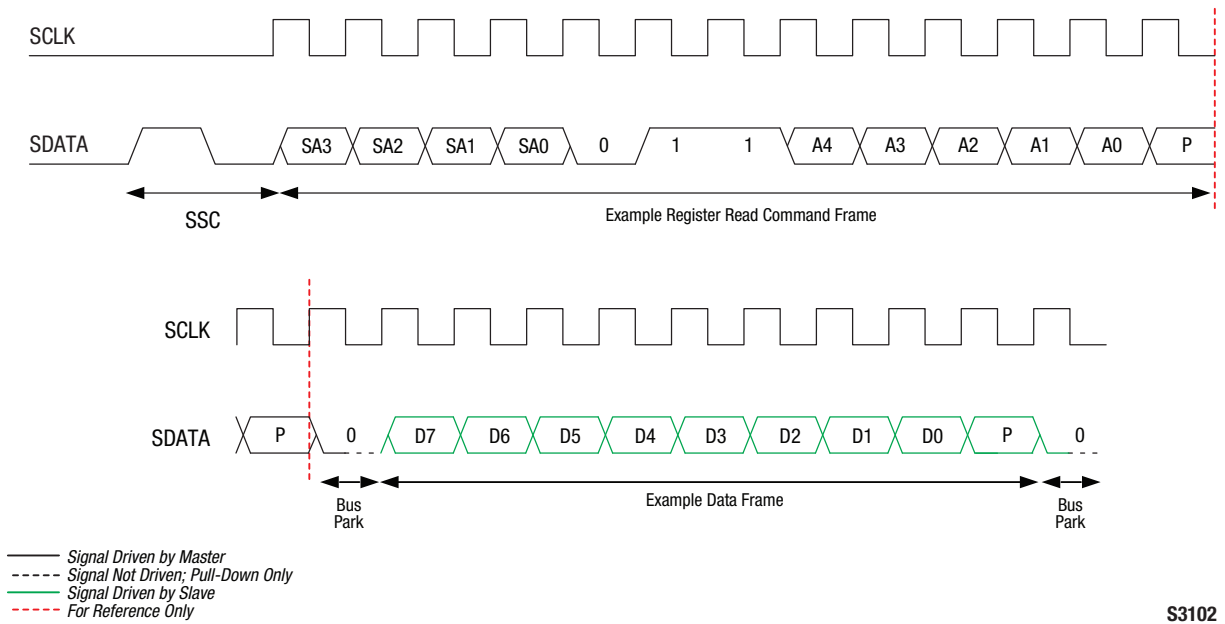 SCLK
SDATA SA3 SA2 SA1 SA0 0 1 1 A4 A3 A2 A1 A0 P
SSC Example Register Read Command Frame
SCLK
SDATA P 0 D7 D6 D5 D4 D3 D2 D1 D0 P 0
Bus Park Example Data Frame Bus Park
Signal Driven by Master
Signal Not Driven; Pull-Down Only
Signal Driven by Slave
For Reference Only
S3102